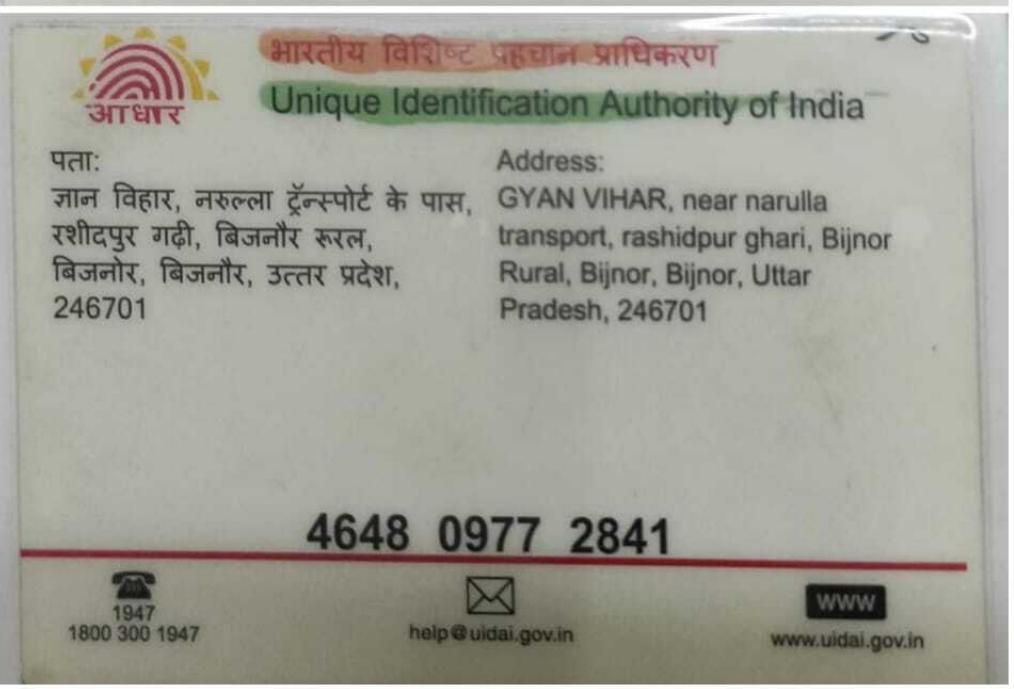 भारतीय विशिष्ट पहचान प्राधिकरण
Unique Identification Authority of India
आधार
पता:
ज्ञान विहार, नरुल्ला ट्रॅन्स्पोर्ट के पास,
रशीदपुर गढ़ी, बिजनौर रूरल,
बिजनोर, बिजनौर, उत्तर प्रदेश,
246701
Address:
GYAN VIHAR, near narulla
transport, rashidpur ghari, Bijnor
Rural, Bijnor, Bijnor, Uttar
Pradesh, 246701
4648 0977 2841
1947
1800 300 1947
help@uidai.gov.in
www
www.uidai.gov.in